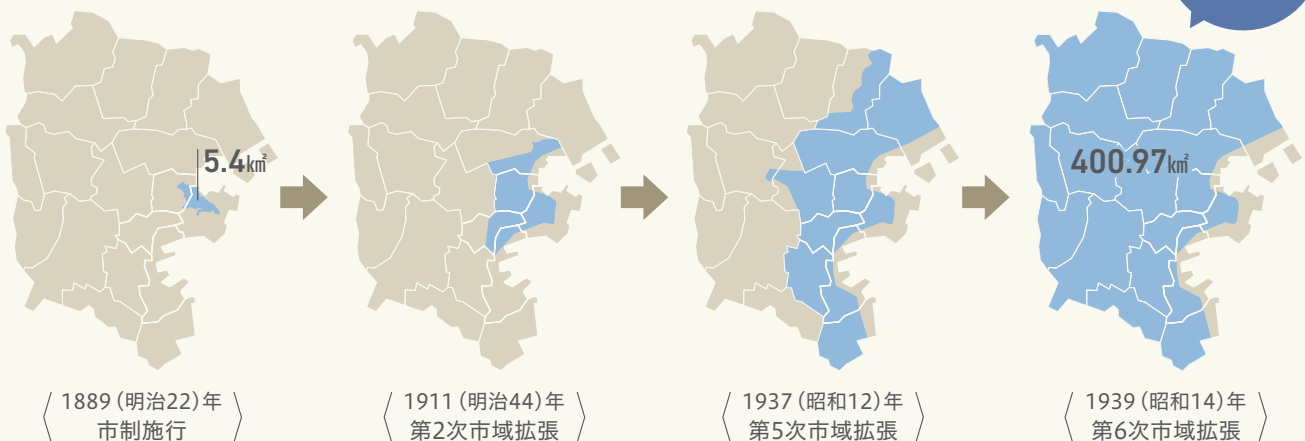 5.4km²
400.97km²
1889（明治22）年
市制施行
1911（明治44）年
第2次市域拡張
1937（昭和12）年
第5次市域拡張
1939（昭和14）年
第6次市域拡張